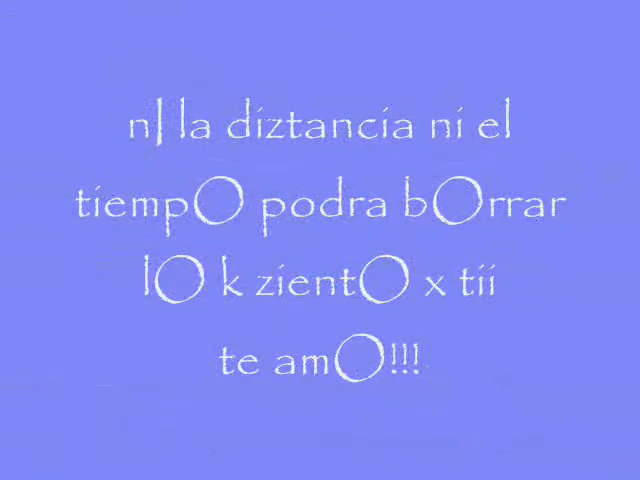 nI la diztancia ni el
tiempO podra bOrrar
lO k zientO x tii
te amO!!!